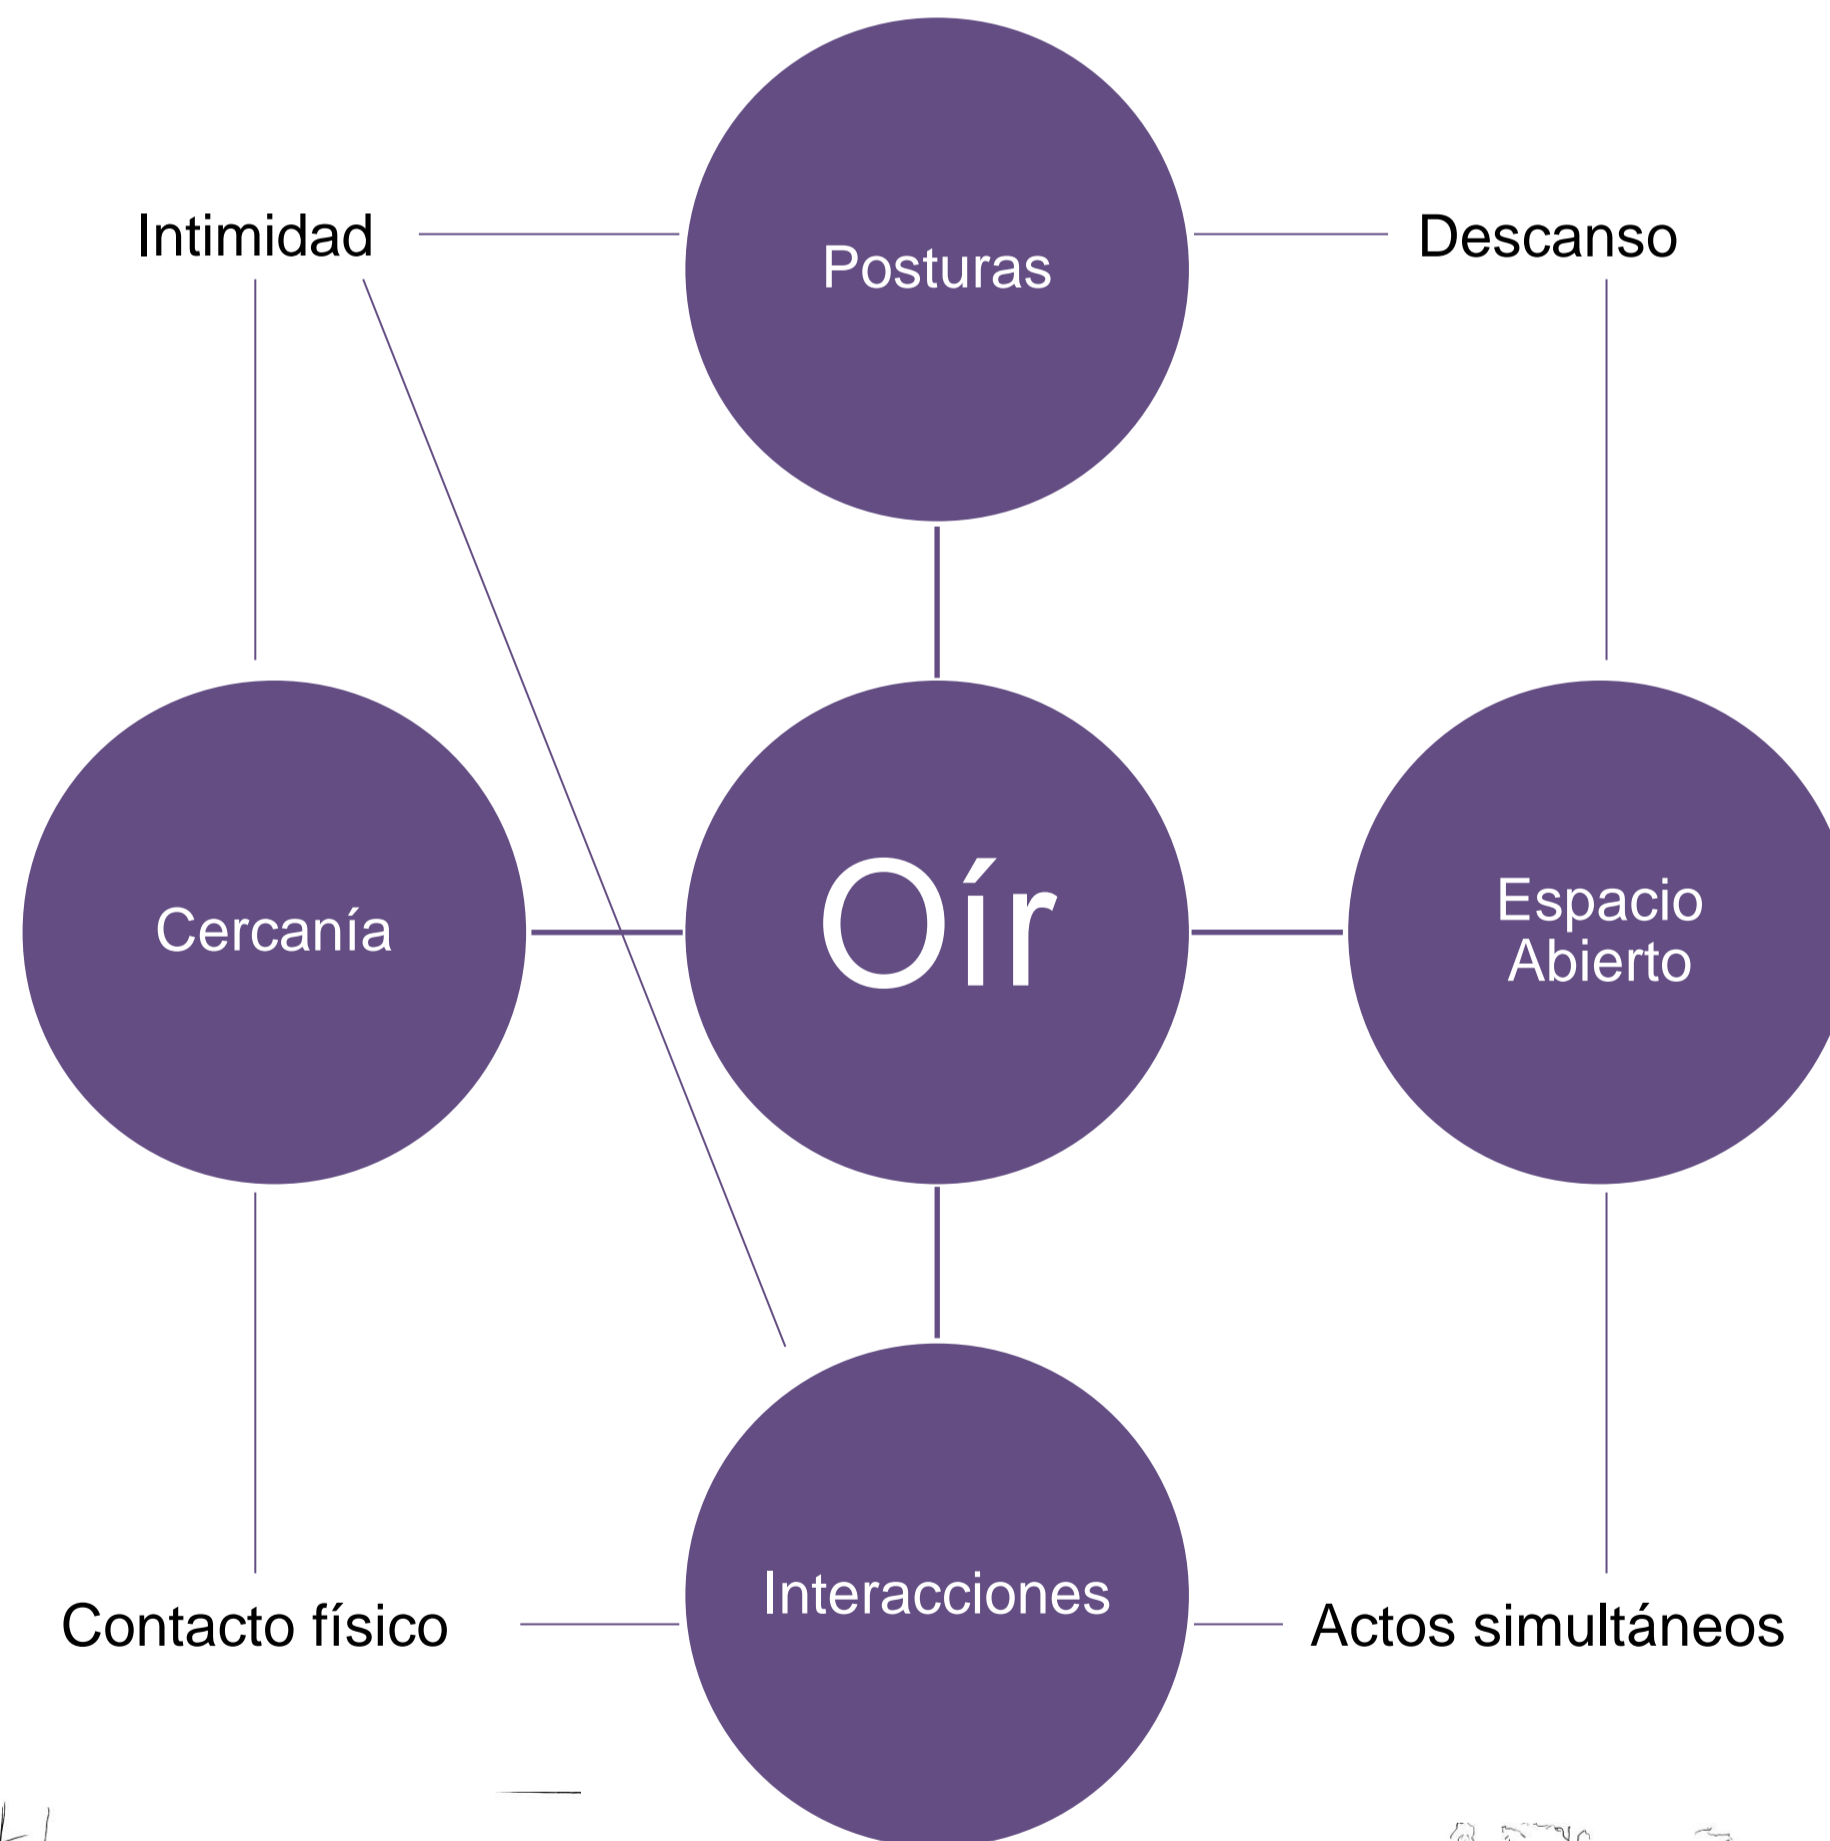 Intimidad
Posturas
Descanso
Cercanía
Oír
Espacio
Abierto
Contacto físico
Interacciones
Actos simultáneos